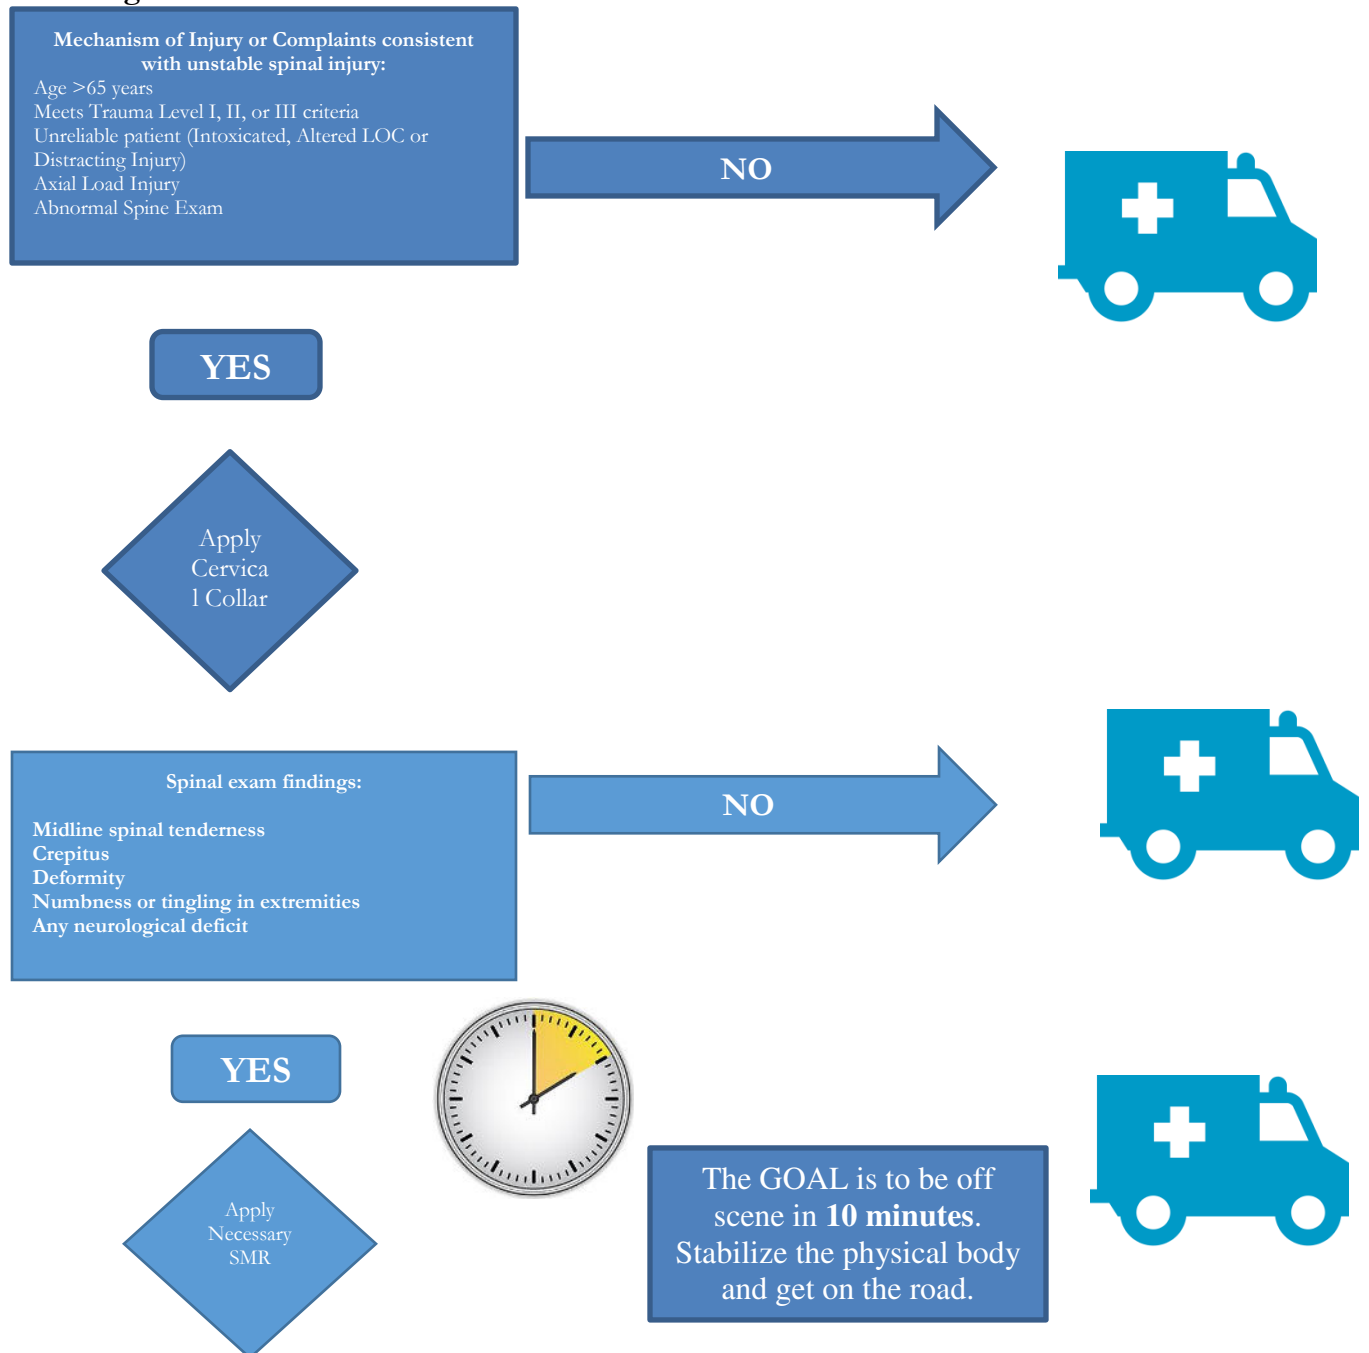 Mechanism of Injury or Complaints consistent
with unstable spinal injury:
Age >65 years
Meets Trauma Level I, II, or III criteria
Unreliable patient (Intoxicated, Altered LOC or
Distracting Injury)
Axial Load Injury
Abnormal Spine Exam
NO
YES
Apply
Cervica
l Collar
Spinal exam findings:
Midline spinal tenderness
Crepitus
Deformity
Numbness or tingling in extremities
Any neurological deficit
NO
YES
Apply
Necessary
SMR
The GOAL is to be off
scene in 10 minutes.
Stabilize the physical body
and get on the road.